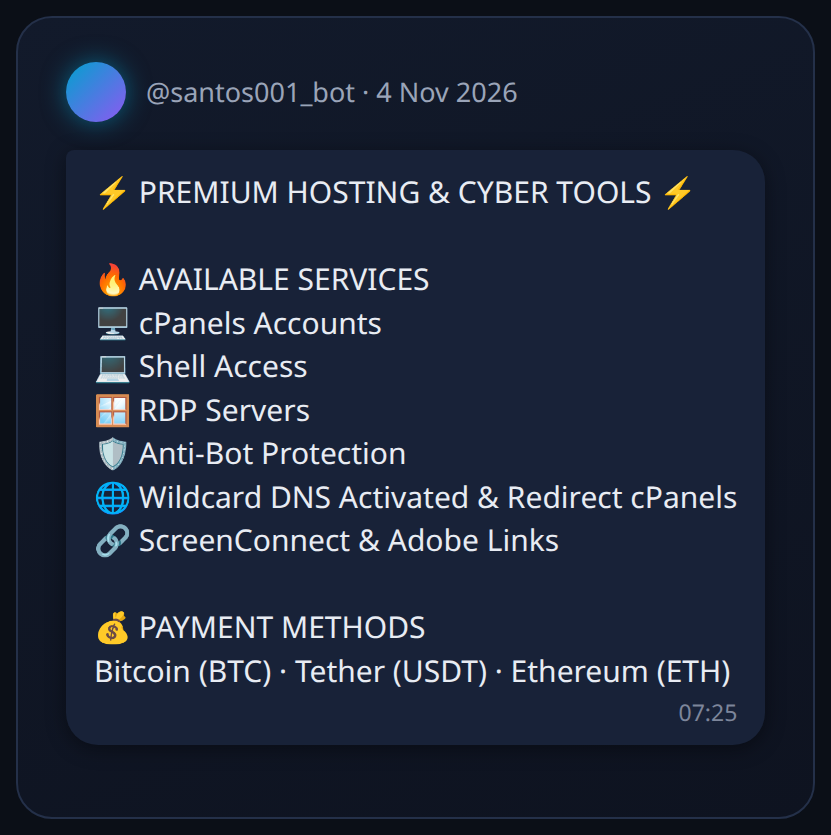 @santos001_bot · 4 Nov 2026
⚡ PREMIUM HOSTING & CYBER TOOLS ⚡
🔥 AVAILABLE SERVICES
🖥️ cPanels Accounts
💻 Shell Access
🪟 RDP Servers
🛡️ Anti-Bot Protection
🌐 Wildcard DNS Activated & Redirect cPanels
🔗 ScreenConnect & Adobe Links
💰 PAYMENT METHODS
Bitcoin (BTC) · Tether (USDT) · Ethereum (ETH)
07:25